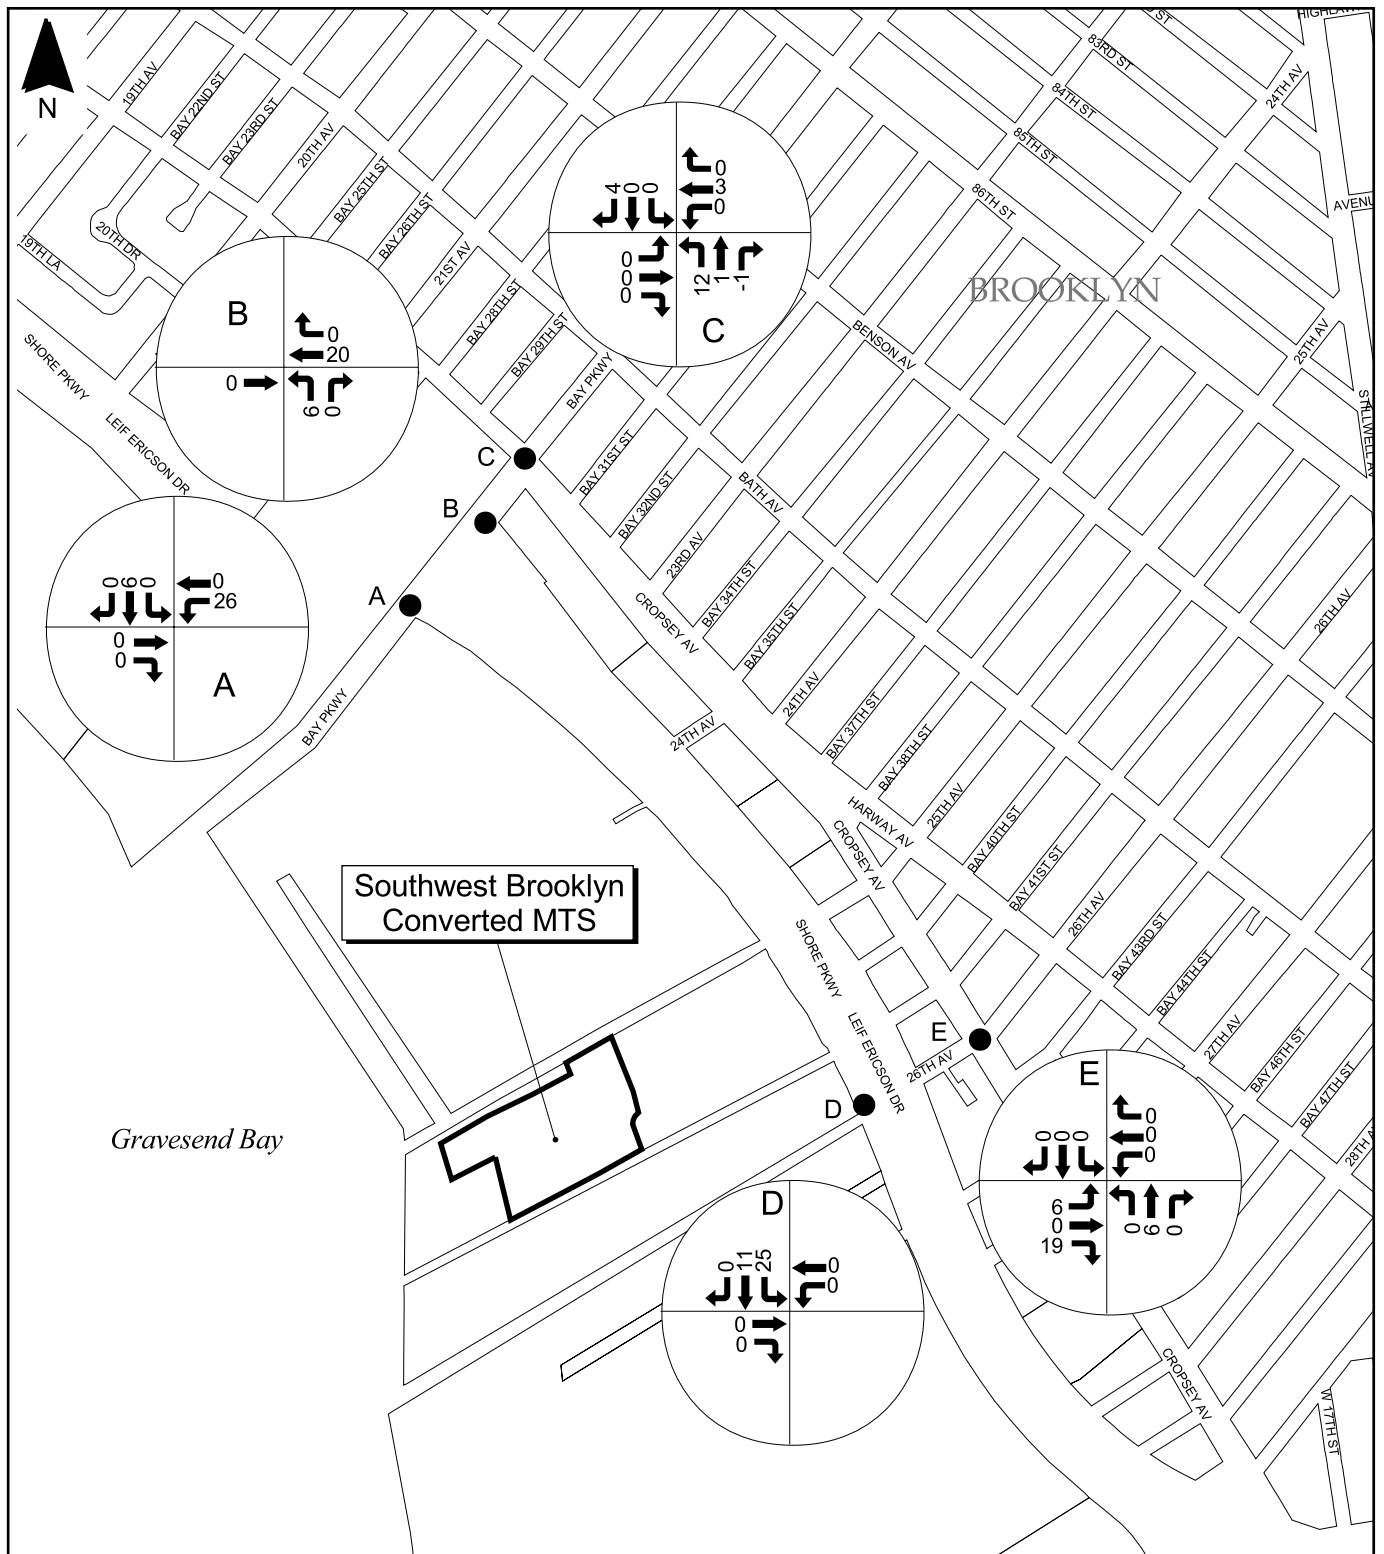 N
19TH AV
BAY 22ND ST
BAY 23RD ST
20TH AV
BAY 25TH ST
BAY 26TH ST
21ST AV
BAY 28TH ST
BAY 29TH ST
BAY PKWY
BAY 31ST ST
BAY 32ND ST
23RD AV
BAY 34TH ST
BAY 35TH ST
24TH AV
BAY 37TH ST
BAY 38TH ST
25TH AV
BAY 40TH ST
BAY 41ST ST
26TH AV
BAY 43RD ST
BAY 44TH ST
27TH AV
BAY 46TH ST
BAY 47TH ST
28TH AV
83RD ST
84TH ST
85TH ST
86TH ST
24TH AV
25TH AV
26TH AV
STILLWELL AV
BROOKLYN
BENSON AV
BATH AV
CROPSEY AV
HARWAY AV
CROPSEY AV
24TH AV
26TH AV
19TH LA
20TH DR
SHORE PKWY
LEIF ERICSON DR
BAY PKWY
SHORE PKWY
LEIF ERICSON DR
CROPSEY AV
W 17TH ST
C
B
A
E
D
B
0
20
0
6
0
C
4
0
0
0
3
0
0
0
0
12
1
-1
A
0
6
0
0
26
0
0
Southwest Brooklyn
Converted MTS
Gravesend Bay
D
0
11
25
0
0
0
0
E
0
0
0
0
0
0
6
0
19
0
6
0